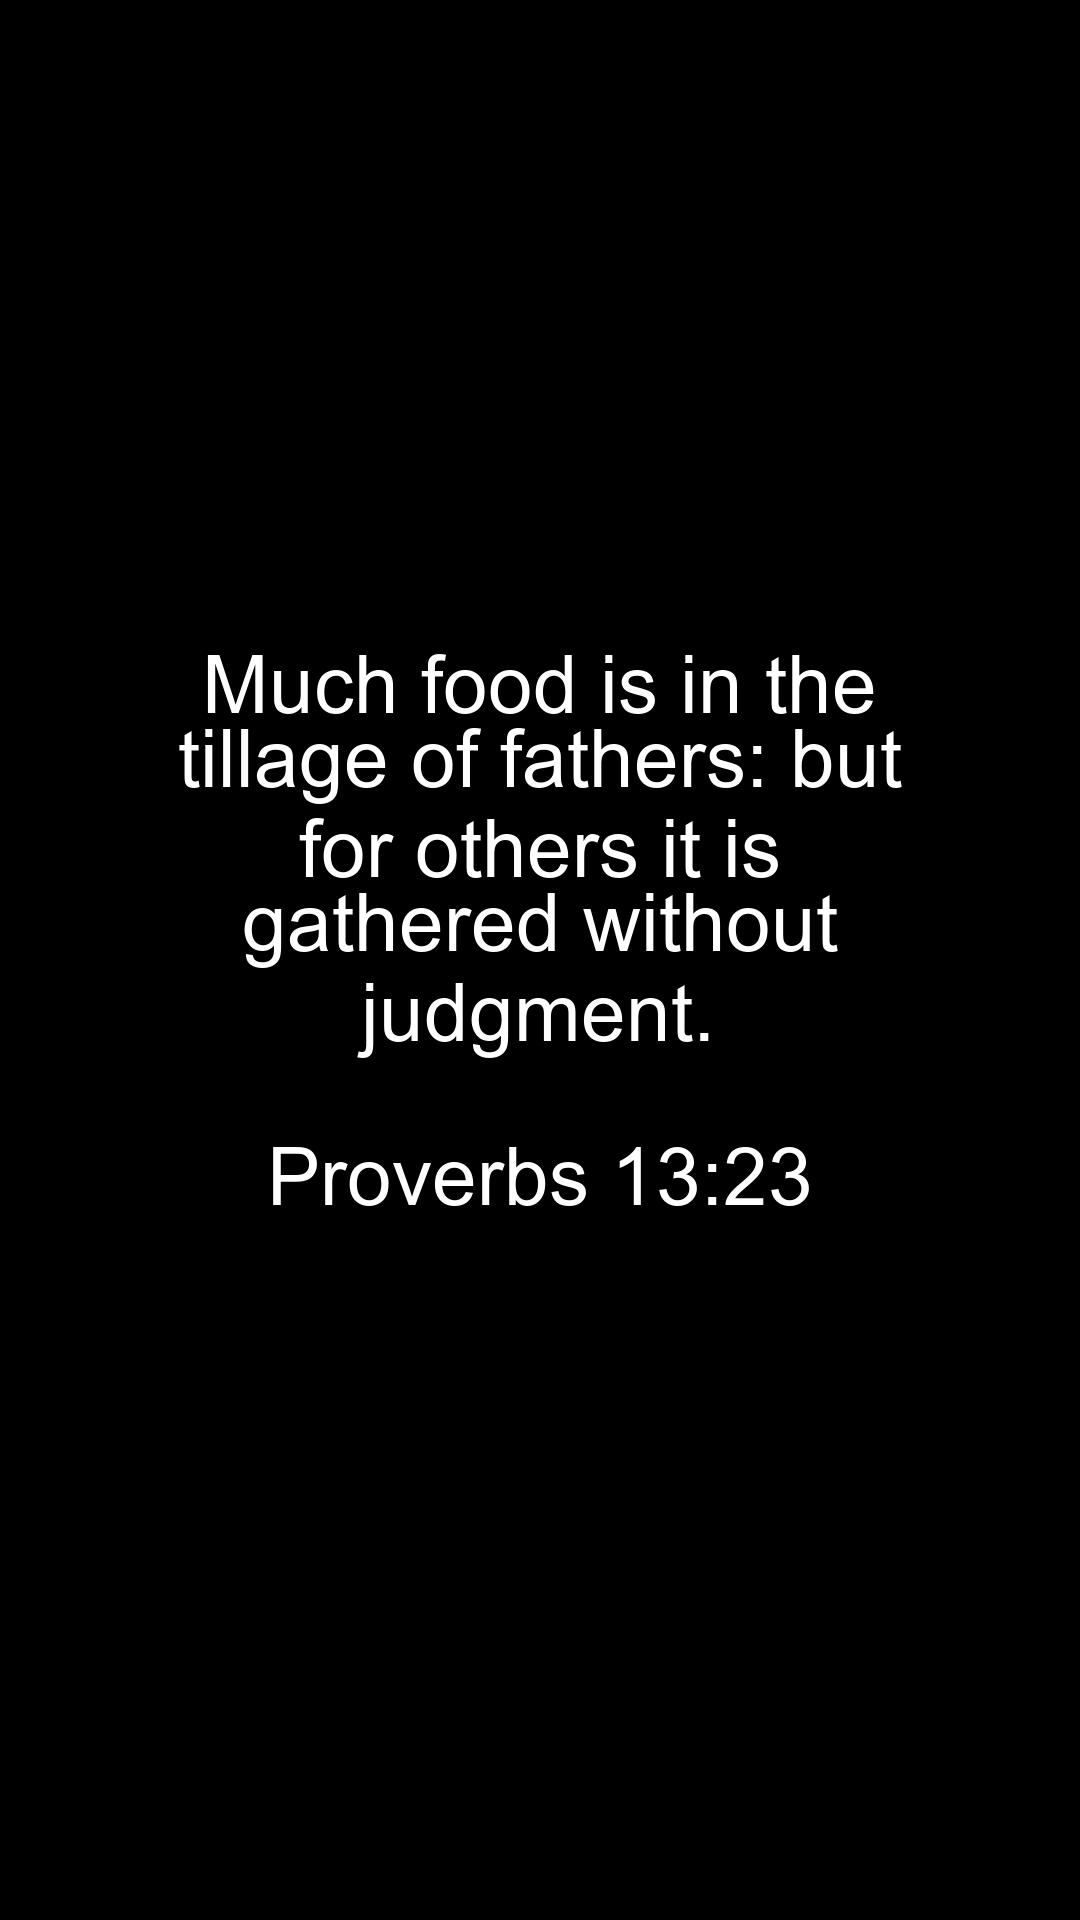 Much food is in the
tillage of fathers: but
for others it is
gathered without
judgment.
Proverbs 13:23